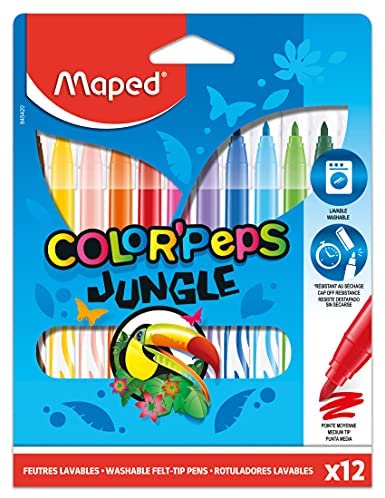 Maped
845420
LAVABLE
WASHABLE
COLOR'PEPS
JUNGLE
*RÉSISTANT AU SÉCHAGE
CAP OFF RESISTANCE
RESISTE DESTAPADO
SIN SECARSE
POINTE MOYENNE
MEDIUM TIP
PUNTA MEDIA
FEUTRES LAVABLES - WASHABLE FELT-TIP PENS - ROTULADORES LAVABLES
x12